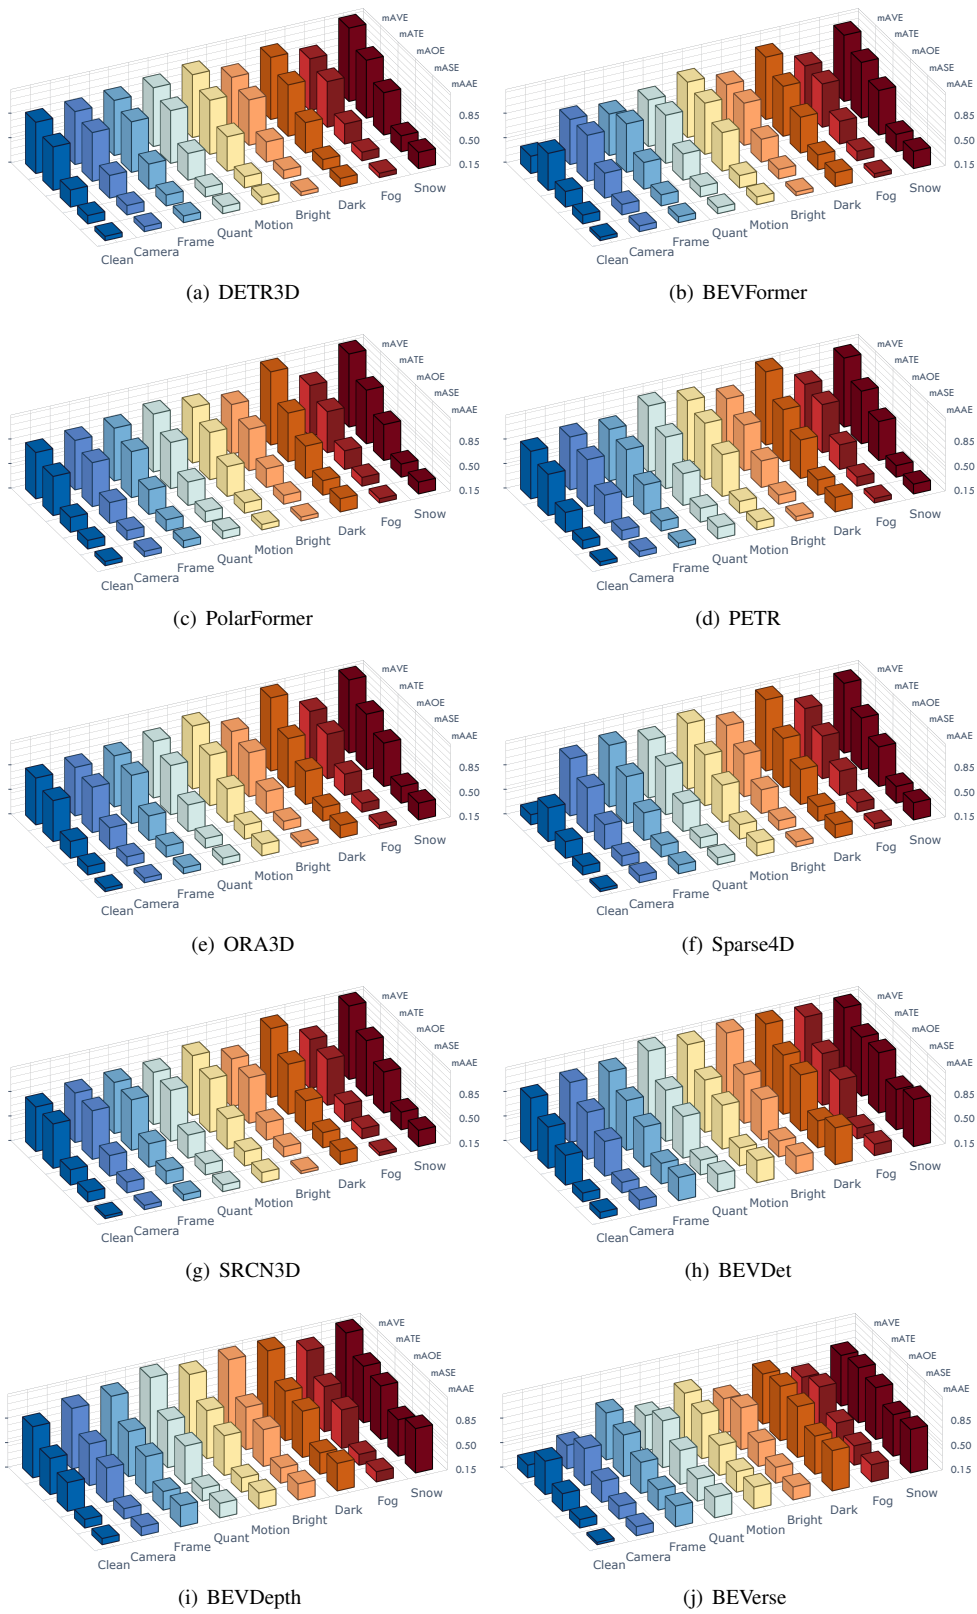 mAVE
mATE
mAOE
mASE
mAAE
0.85
0.50
0.15
Clean Camera Frame Quant Motion Bright Dark Fog Snow
(a) DETR3D
mAVE
mATE
mAOE
mASE
mAAE
0.85
0.50
0.15
Clean Camera Frame Quant Motion Bright Dark Fog Snow
(b) BEVFormer
mAVE
mATE
mAOE
mASE
mAAE
0.85
0.50
0.15
Clean Camera Frame Quant Motion Bright Dark Fog Snow
(c) PolarFormer
mAVE
mATE
mAOE
mASE
mAAE
0.85
0.50
0.15
Clean Camera Frame Quant Motion Bright Dark Fog Snow
(d) PETR
mAVE
mATE
mAOE
mASE
mAAE
0.85
0.50
0.15
Clean Camera Frame Quant Motion Bright Dark Fog Snow
(e) ORA3D
mAVE
mATE
mAOE
mASE
mAAE
0.85
0.50
0.15
Clean Camera Frame Quant Motion Bright Dark Fog Snow
(f) Sparse4D
mAVE
mATE
mAOE
mASE
mAAE
0.85
0.50
0.15
Clean Camera Frame Quant Motion Bright Dark Fog Snow
(g) SRCN3D
mAVE
mATE
mAOE
mASE
mAAE
0.85
0.50
0.15
Clean Camera Frame Quant Motion Bright Dark Fog Snow
(h) BEVDet
mAVE
mATE
mAOE
mASE
mAAE
0.85
0.50
0.15
Clean Camera Frame Quant Motion Bright Dark Fog Snow
(i) BEVDepth
mAVE
mATE
mAOE
mASE
mAAE
0.85
0.50
0.15
Clean Camera Frame Quant Motion Bright Dark Fog Snow
(j) BEVerse